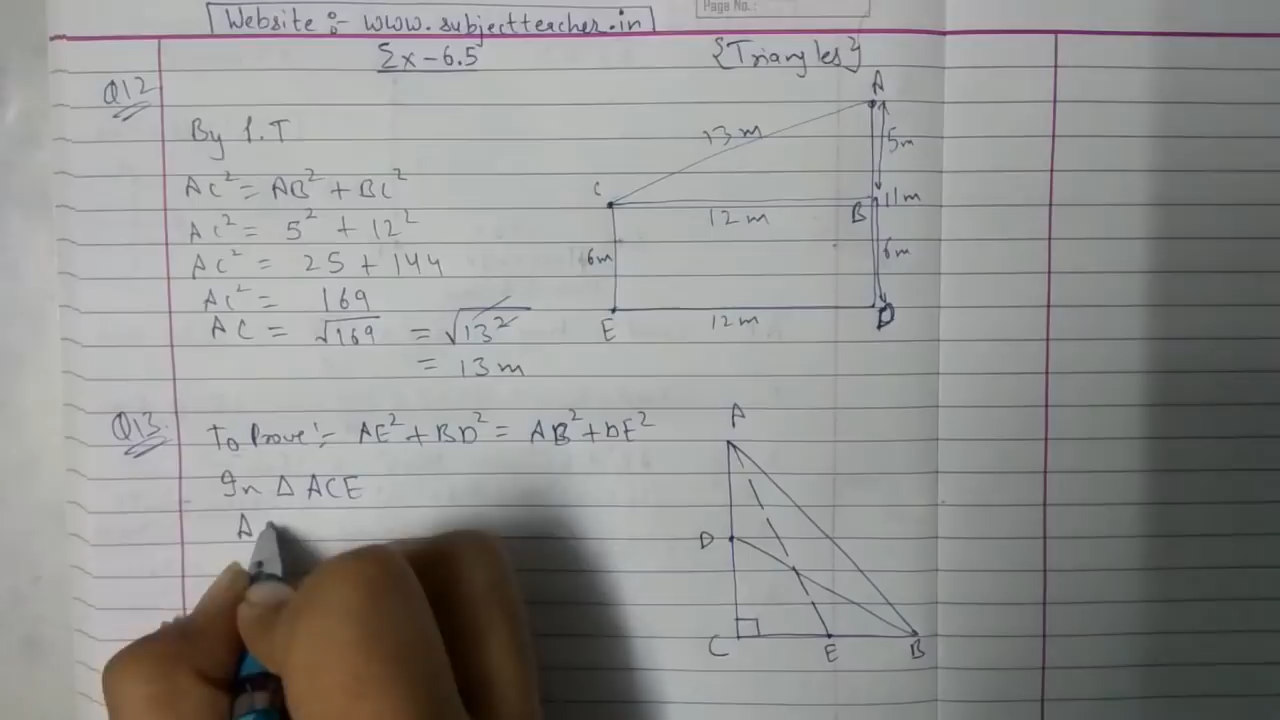 Page No.:
Website :- www.subjectteacher.in
Ex-6.5
{Triangles}
Q12
By P.T
AC² = AB² + BC²
AC² = 5² + 12²
AC² = 25 + 144
AC² = 169
AC = √169 = √13²
= 13 m
A
13 m
5m
C
12 m
B
11m
6m
6m
E
12 m
D
Q13.
To Prove:- AE² + BD² = AB² + DE²
In Δ ACE
A
A
D
C
E
B